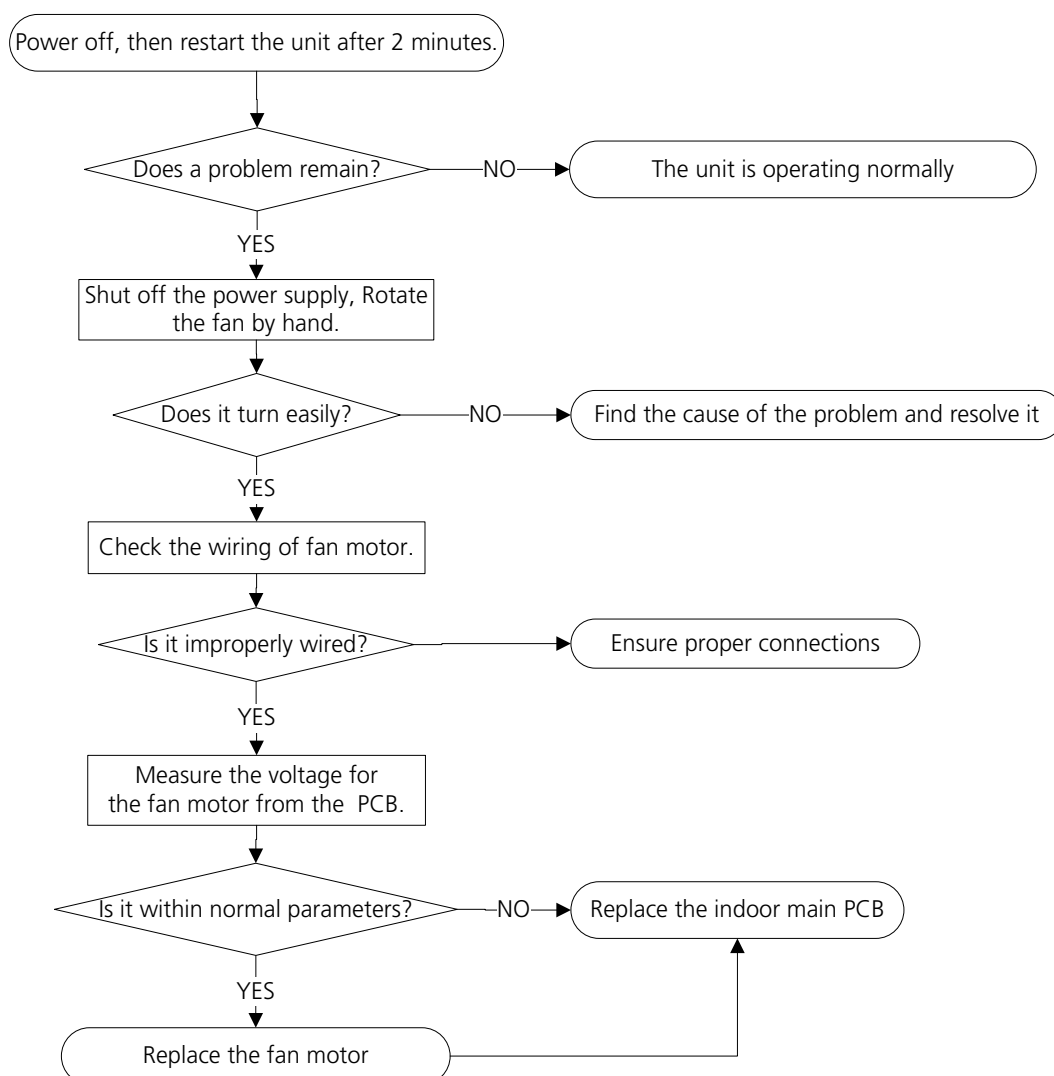 Power off, then restart the unit after 2 minutes.
Does a problem remain?
NO
The unit is operating normally
YES
Shut off the power supply, Rotate
the fan by hand.
Does it turn easily?
NO
Find the cause of the problem and resolve it
YES
Check the wiring of fan motor.
Is it improperly wired?
Ensure proper connections
YES
Measure the voltage for
the fan motor from the PCB.
Is it within normal parameters?
NO
Replace the indoor main PCB
YES
Replace the fan motor